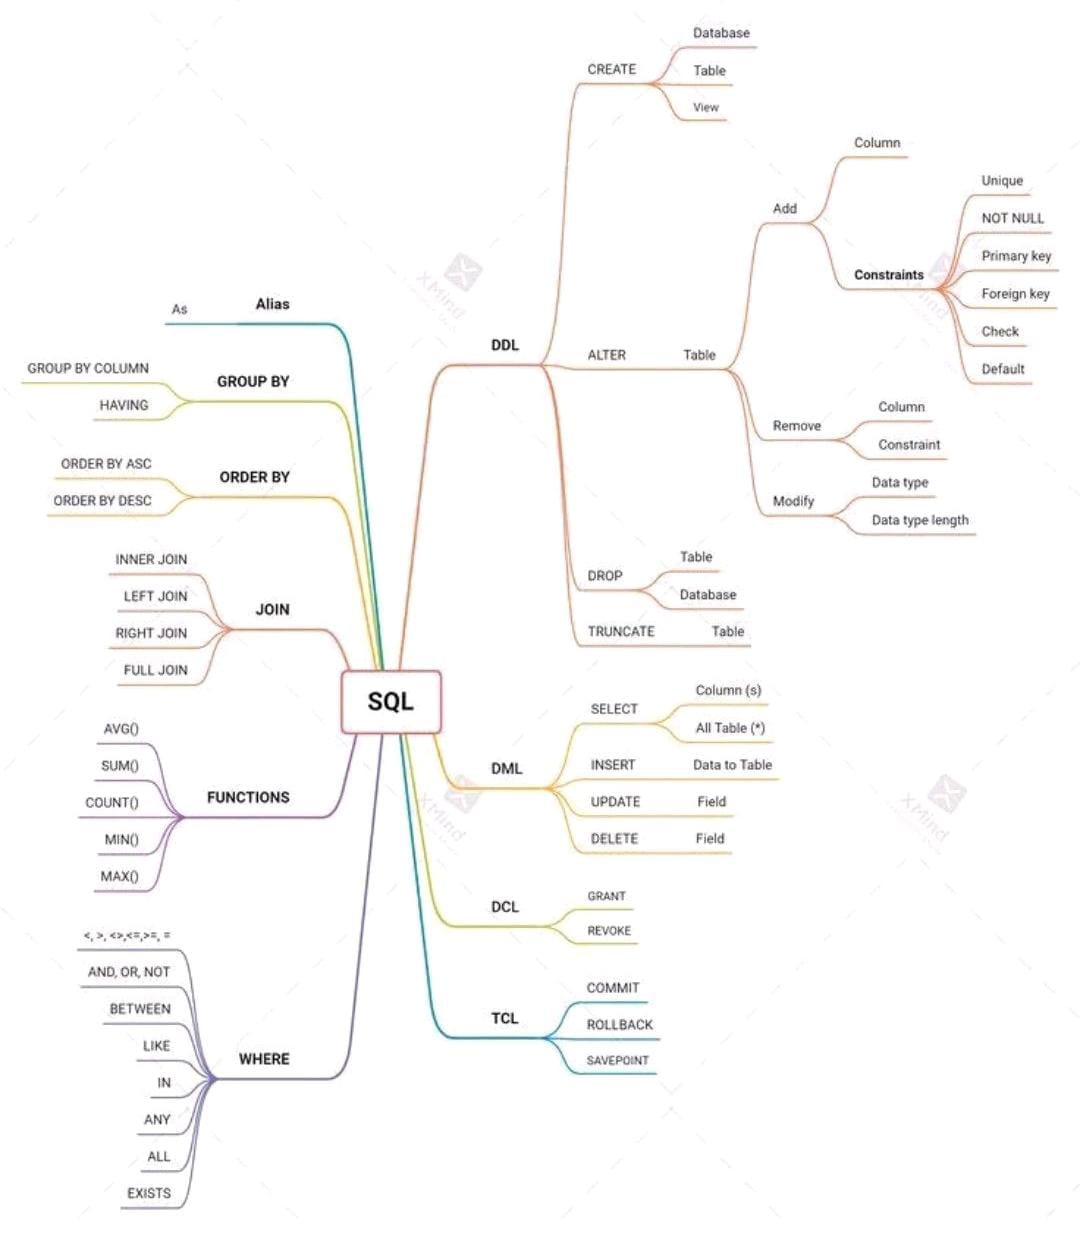 SQL
Alias
As
GROUP BY
GROUP BY COLUMN
HAVING
ORDER BY
ORDER BY ASC
ORDER BY DESC
JOIN
INNER JOIN
LEFT JOIN
RIGHT JOIN
FULL JOIN
FUNCTIONS
AVG()
SUM()
COUNT()
MIN()
MAX()
WHERE
<, >, <>,<=,>=, =
AND, OR, NOT
BETWEEN
LIKE
IN
ANY
ALL
EXISTS
DDL
CREATE
Database
Table
View
ALTER
Table
Add
Column
Constraints
Unique
NOT NULL
Primary key
Foreign key
Check
Default
Remove
Column
Constraint
Modify
Data type
Data type length
DROP
Table
Database
TRUNCATE
Table
DML
SELECT
Column (s)
All Table (*)
INSERT
Data to Table
UPDATE
Field
DELETE
Field
DCL
GRANT
REVOKE
TCL
COMMIT
ROLLBACK
SAVEPOINT
XMind
XMind
XMind
XMind